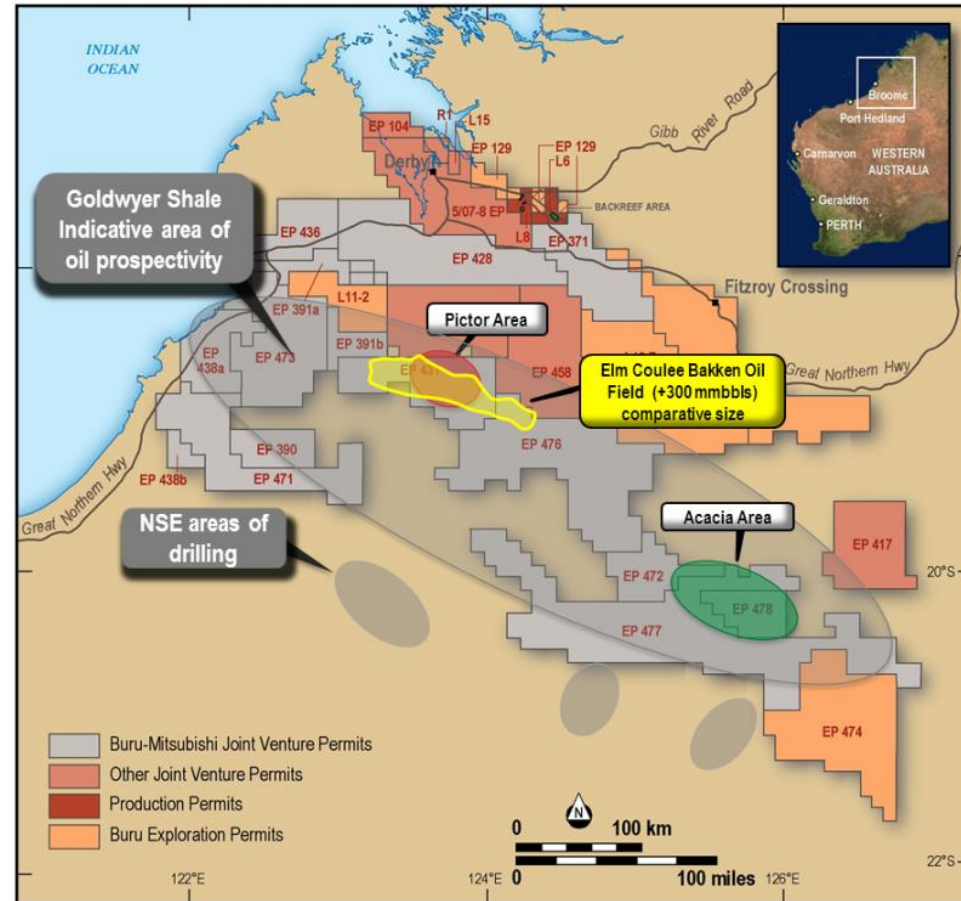 INDIAN
OCEAN
Broome
Port Hedland
Carnarvon
WESTERN
AUSTRALIA
Geraldton
PERTH
Gibb River Road
R1
L15
EP 104
EP 129
EP 129
L6
Derby
5/07-8 EP
BACKREEF AREA
L8
EP 371
Goldwyer Shale
Indicative area of
oil prospectivity
EP 436
EP 428
Fitzroy Crossing
L11-2
EP 391a
Pictor Area
EP 391b
EP 473
EP
438a
EP 431
EP 458
Elm Coulee Bakken Oil
Field (+300 mmbbls)
comparative size
Great Northern Hwy
EP 476
EP 390
EP 438b
EP 471
Great Northern Hwy
NSE areas of
drilling
Acacia Area
EP 417
20°S
EP 472
EP 478
EP 477
EP 474
Buru-Mitsubishi Joint Venture Permits
Other Joint Venture Permits
Production Permits
Buru Exploration Permits
N
0 100 km
0 100 miles
22°S
122°E
124°E
126°E